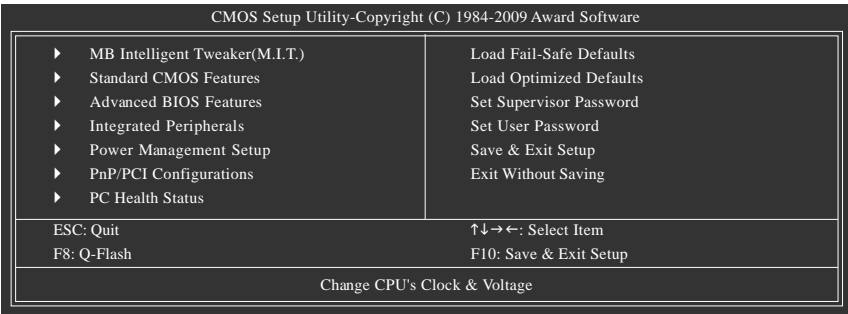 CMOS Setup Utility-Copyright (C) 1984-2009 Award Software
MB Intelligent Tweaker(M.I.T.)
Standard CMOS Features
Advanced BIOS Features
Integrated Peripherals
Power Management Setup
PnP/PCI Configurations
PC Health Status
Load Fail-Safe Defaults
Load Optimized Defaults
Set Supervisor Password
Set User Password
Save & Exit Setup
Exit Without Saving
ESC: Quit
F8: Q-Flash
↑↓→←: Select Item
F10: Save & Exit Setup
Change CPU's Clock & Voltage